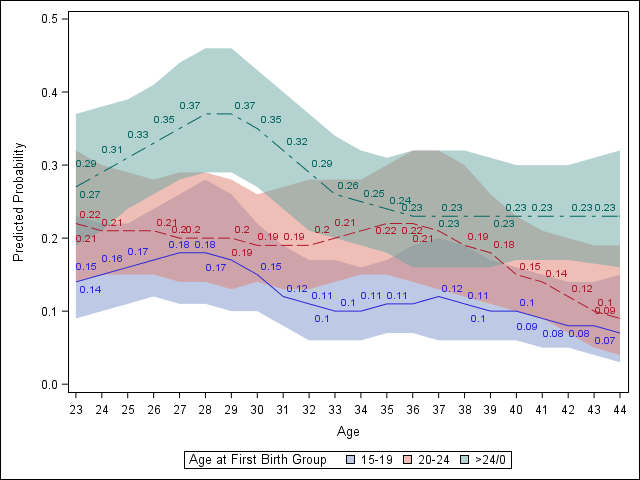 0.5
0.4
0.3
0.2
0.1
0.0
Predicted Probability
0.27 0.29 0.31 0.33 0.35 0.37 0.37 0.35 0.32 0.29 0.26 0.25 0.24 0.23 0.23 0.23 0.23 0.23 0.23 0.23 0.23
0.22 0.21 0.21 0.21 0.2 0.2 0.2 0.19 0.19 0.19 0.2 0.21 0.22 0.22 0.21 0.19 0.18 0.15 0.14 0.12 0.1 0.09
0.14 0.15 0.16 0.17 0.18 0.18 0.17 0.15 0.12 0.11 0.1 0.1 0.11 0.11 0.12 0.11 0.1 0.1 0.09 0.08 0.08 0.07
23 24 25 26 27 28 29 30 31 32 33 34 35 36 37 38 39 40 41 42 43 44
Age
Age at First Birth Group 15-19 20-24 >24/0